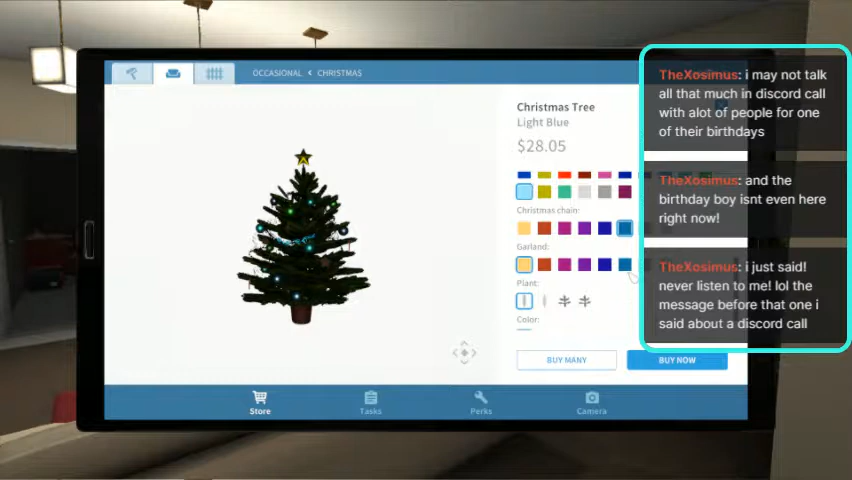 OCCASIONAL < CHRISTMAS
Christmas Tree
Light Blue
$28.05
Christmas chain:
Garland:
Plant:
Color:
BUY MANY
BUY NOW
Store
Tasks
Perks
Camera
TheXosimus: i may not talk
all that much in discord call
with alot of people for one
of their birthdays
TheXosimus: and the
birthday boy isnt even here
right now!
TheXosimus: i just said!
never listen to me! lol the
message before that one i
said about a discord call